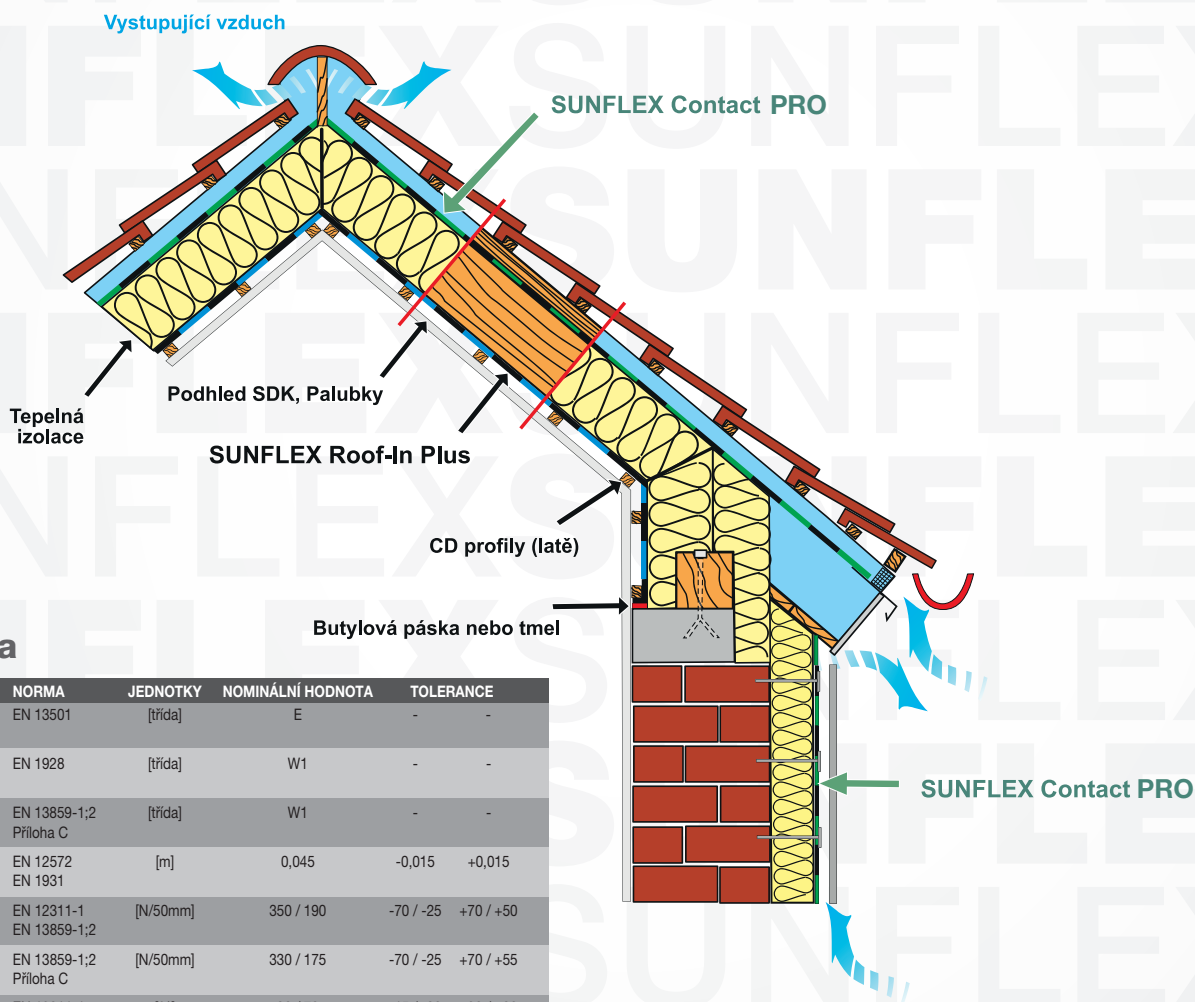 Vystupující vzduch
SUNFLEX Contact PRO
Podhled SDK, Palubky
Tepelná
izolace
SUNFLEX Roof-In Plus
CD profily (latě)
Butylová páska nebo tmel
SUNFLEX Contact PRO
a
NORMA JEDNOTKY NOMINÁLNÍ HODNOTA TOLERANCE
EN 13501 [třída] E - -
EN 1928 [třída] W1 - -
EN 13859-1;2 [třída] W1 - -
Příloha C
EN 12572 [m] 0,045 -0,015 +0,015
EN 1931
EN 12311-1 [N/50mm] 350 / 190 -70 / -25 +70 / +50
EN 13859-1;2
EN 13859-1;2 [N/50mm] 330 / 175 -70 / -25 +70 / +55
Příloha C